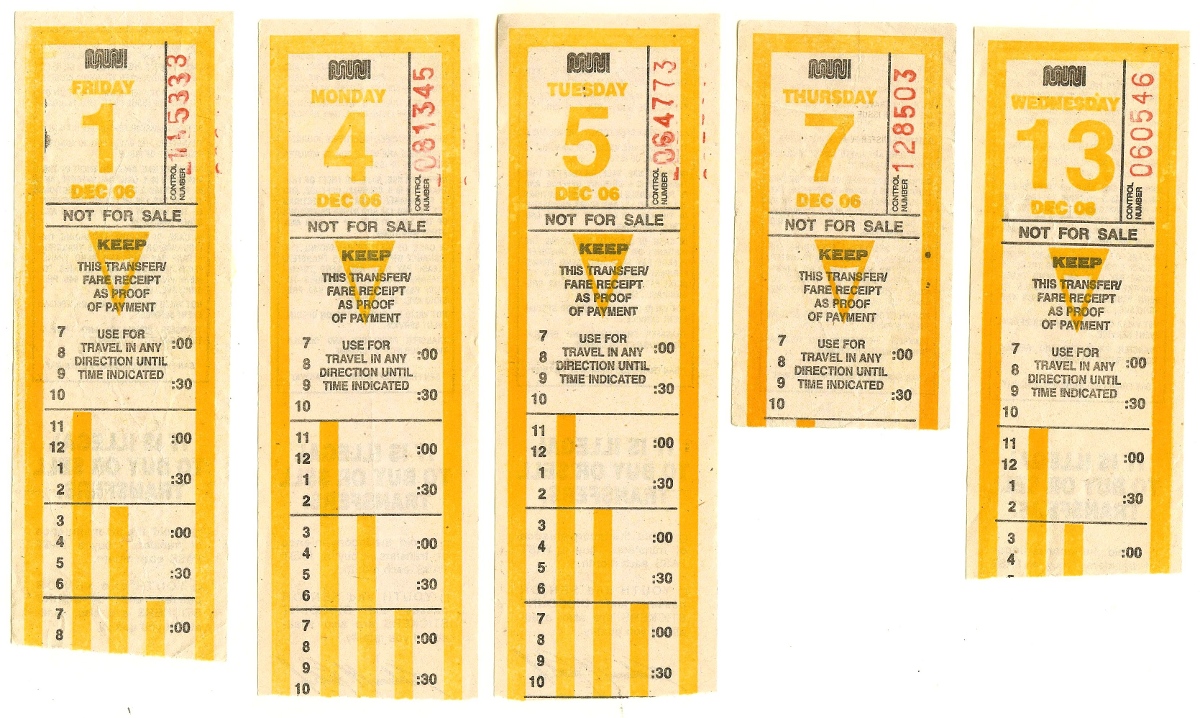 MUNI
FRIDAY
1
DEC 06
CONTROL NUMBER
115333
NOT FOR SALE
KEEP
THIS TRANSFER/
FARE RECEIPT
AS PROOF
OF PAYMENT
USE FOR
TRAVEL IN ANY
DIRECTION UNTIL
TIME INDICATED
7
8
9
10
:00
:30
11
12
1
2
:00
:30
3
4
5
6
:00
:30
7
8
:00
MUNI
MONDAY
4
DEC 06
CONTROL NUMBER
081345
NOT FOR SALE
KEEP
THIS TRANSFER/
FARE RECEIPT
AS PROOF
OF PAYMENT
USE FOR
TRAVEL IN ANY
DIRECTION UNTIL
TIME INDICATED
7
8
9
10
:00
:30
11
12
1
2
:00
:30
3
4
5
6
:00
:30
7
8
9
10
:00
:30
MUNI
TUESDAY
5
DEC 06
CONTROL NUMBER
064773
NOT FOR SALE
KEEP
THIS TRANSFER/
FARE RECEIPT
AS PROOF
OF PAYMENT
USE FOR
TRAVEL IN ANY
DIRECTION UNTIL
TIME INDICATED
7
8
9
10
:00
:30
11
12
1
2
:00
:30
3
4
5
6
:00
:30
7
8
9
10
:00
:30
MUNI
THURSDAY
7
DEC 06
CONTROL NUMBER
128503
NOT FOR SALE
KEEP
THIS TRANSFER/
FARE RECEIPT
AS PROOF
OF PAYMENT
USE FOR
TRAVEL IN ANY
DIRECTION UNTIL
TIME INDICATED
7
8
9
10
:00
:30
MUNI
WEDNESDAY
13
DEC 06
CONTROL NUMBER
060546
NOT FOR SALE
KEEP
THIS TRANSFER/
FARE RECEIPT
AS PROOF
OF PAYMENT
USE FOR
TRAVEL IN ANY
DIRECTION UNTIL
TIME INDICATED
7
8
9
10
:00
:30
11
12
1
2
:00
:30
3
4
:00